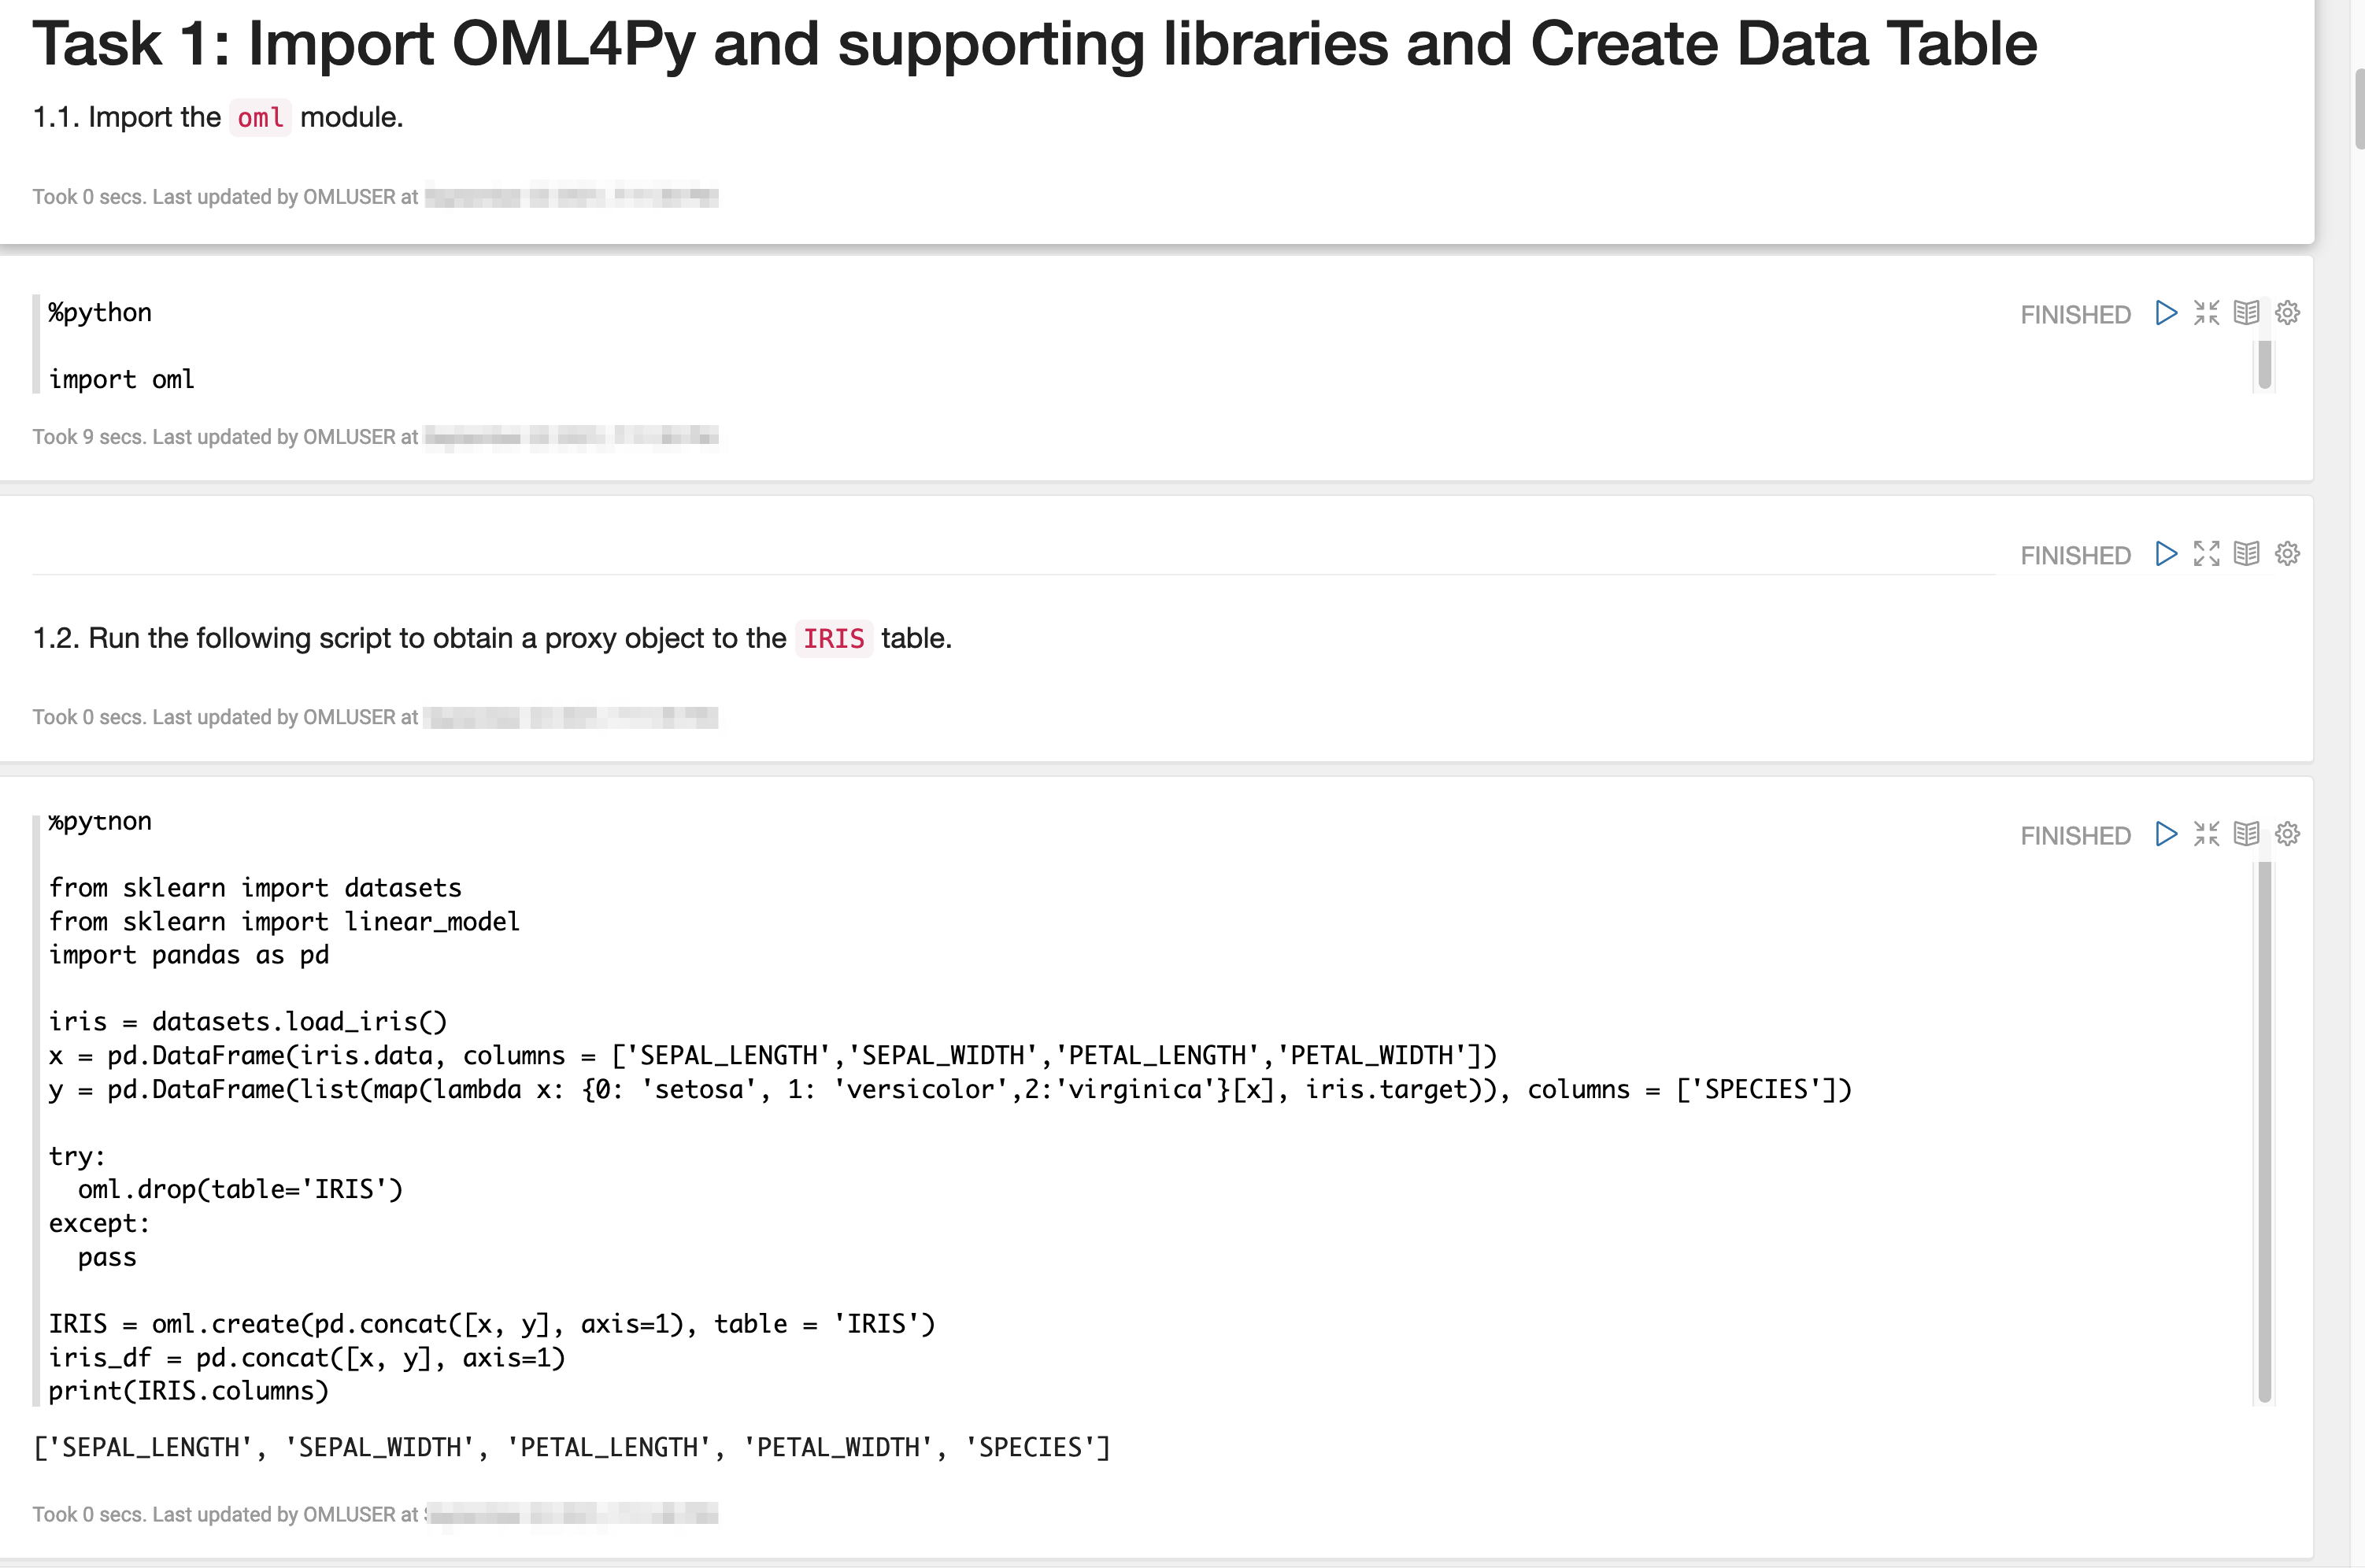 Task 1: Import OML4Py and supporting libraries and Create Data Table
1.1. Import the oml module.
Took 0 secs. Last updated by OMLUSER at
%python
FINISHED
import oml
Took 9 secs. Last updated by OMLUSER at
FINISHED
1.2. Run the following script to obtain a proxy object to the IRIS table.
Took 0 secs. Last updated by OMLUSER at
%python
FINISHED
from sklearn import datasets
from sklearn import linear_model
import pandas as pd
iris = datasets.load_iris()
x = pd.DataFrame(iris.data, columns = ['SEPAL_LENGTH','SEPAL_WIDTH','PETAL_LENGTH','PETAL_WIDTH'])
y = pd.DataFrame(list(map(lambda x: {0: 'setosa', 1: 'versicolor',2:'virginica'}[x], iris.target)), columns = ['SPECIES'])
try:
  oml.drop(table='IRIS')
except:
  pass
IRIS = oml.create(pd.concat([x, y], axis=1), table = 'IRIS')
iris_df = pd.concat([x, y], axis=1)
print(IRIS.columns)
['SEPAL_LENGTH', 'SEPAL_WIDTH', 'PETAL_LENGTH', 'PETAL_WIDTH', 'SPECIES']
Took 0 secs. Last updated by OMLUSER at